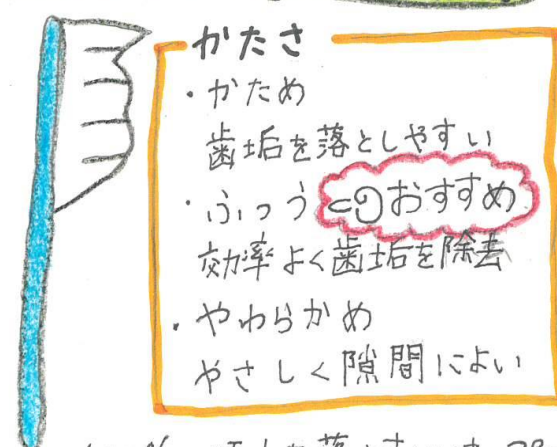 かたさ
・かため
歯垢を落としやすい
・ふつう おすすめ
効率よく歯垢を除去
・やわらかめ
やさしく隙間によい